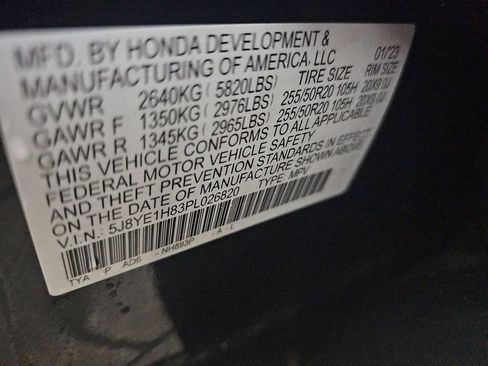 MFD. BY HONDA DEVELOPMENT &
MANUFACTURING OF AMERICA, LLC 01/23
TIRE SIZE RIM SIZE
GVWR 2640KG ( 5820LBS)
GAWR F 1350KG ( 2976LBS) 255/50R20 105H 20X9.0J
GAWR R 1345KG ( 2965LBS) 255/50R20 105H 20X9.0J
THIS VEHICLE CONFORMS TO ALL APPLICABLE
FEDERAL MOTOR VEHICLE SAFETY
AND THEFT PREVENTION STANDARDS IN EFFECT
ON THE DATE OF MANUFACTURE SHOWN ABOVE.
V.I.N.: 5J8YE1H83PL026820 TYPE: MPV
TYA P AD6 NH893P - A - L